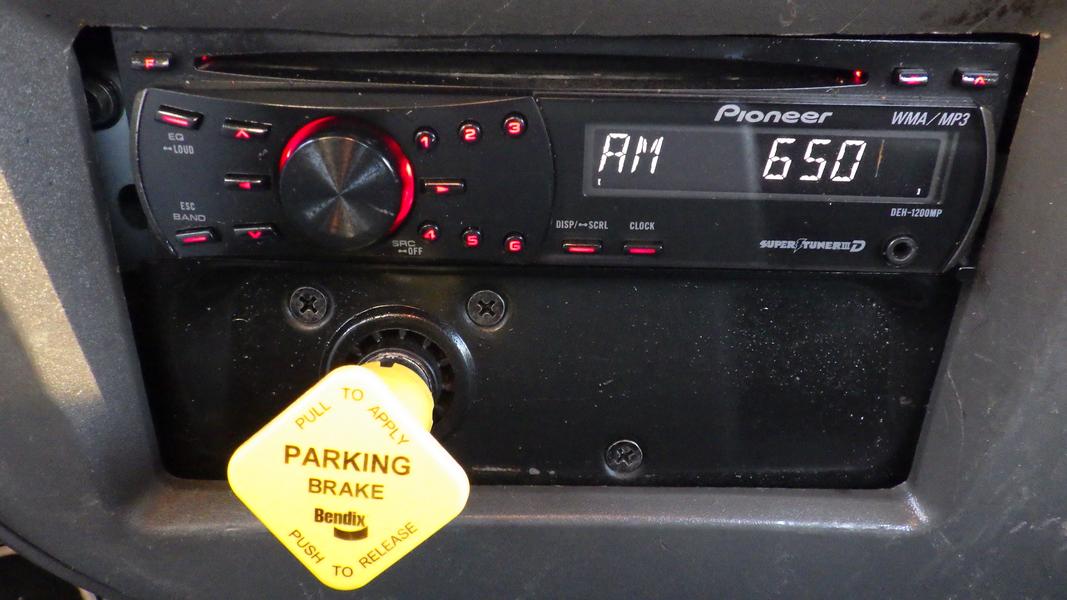 F
Pioneer WMA/MP3
EQ
↔LOUD
1 2 3
AM 650
ESC
BAND
DEH-1200MP
SRC
↔OFF
4 5 6
DISP/↔SCRL CLOCK
SUPER TUNER III D
PULL TO APPLY
PARKING
BRAKE
Bendix
PUSH TO RELEASE